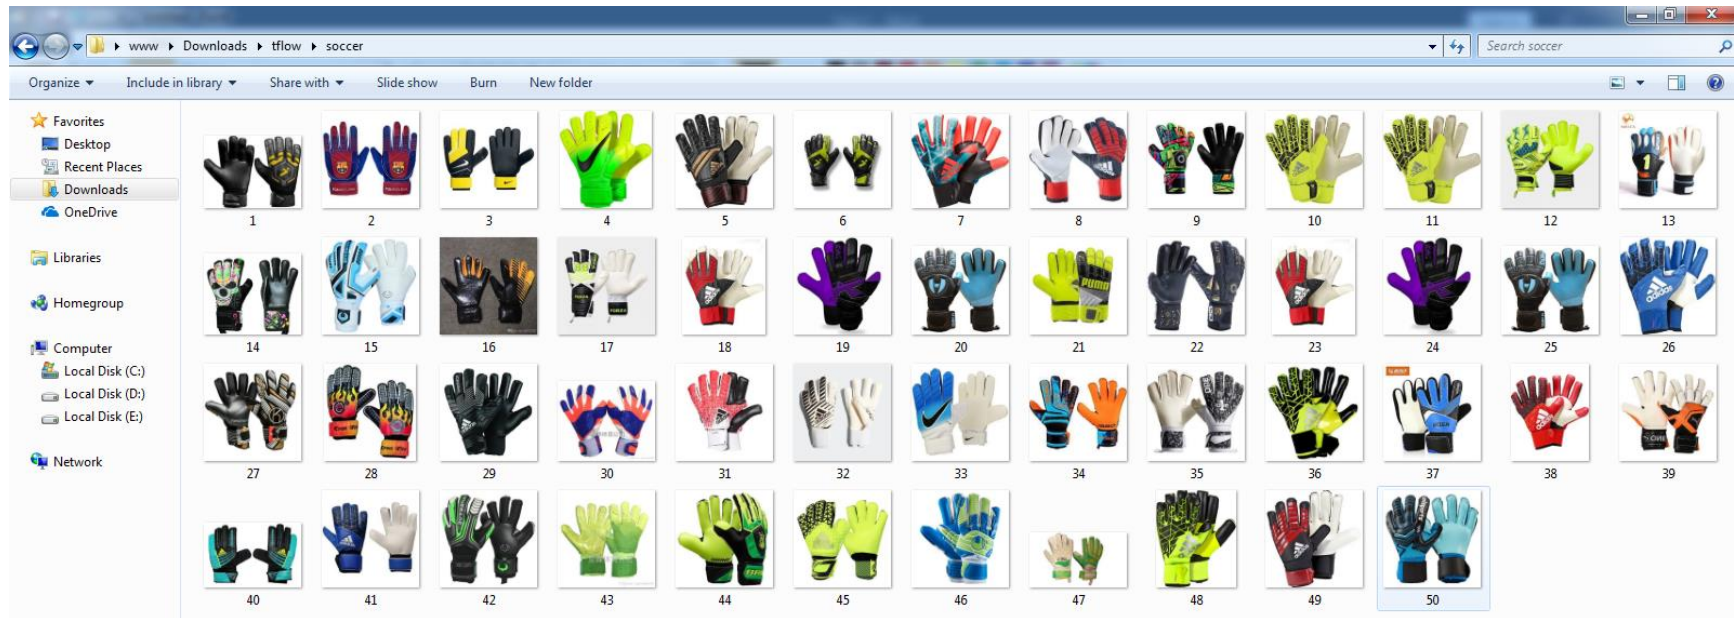 www ▸ Downloads ▸ tflow ▸ soccer
Search soccer
Organize Include in library Share with Slide show Burn New folder
Favorites
Desktop
Recent Places
Downloads
OneDrive
Libraries
Homegroup
Computer
Local Disk (C:)
Local Disk (D:)
Local Disk (E:)
Network
1 2 3 4 5 6 7 8 9 10 11 12 13
14 15 16 17 18 19 20 21 22 23 24 25 26
PUMA
adidas
27 28 29 30 31 32 33 34 35 36 37 38 39
40 41 42 43 44 45 46 47 48 49 50